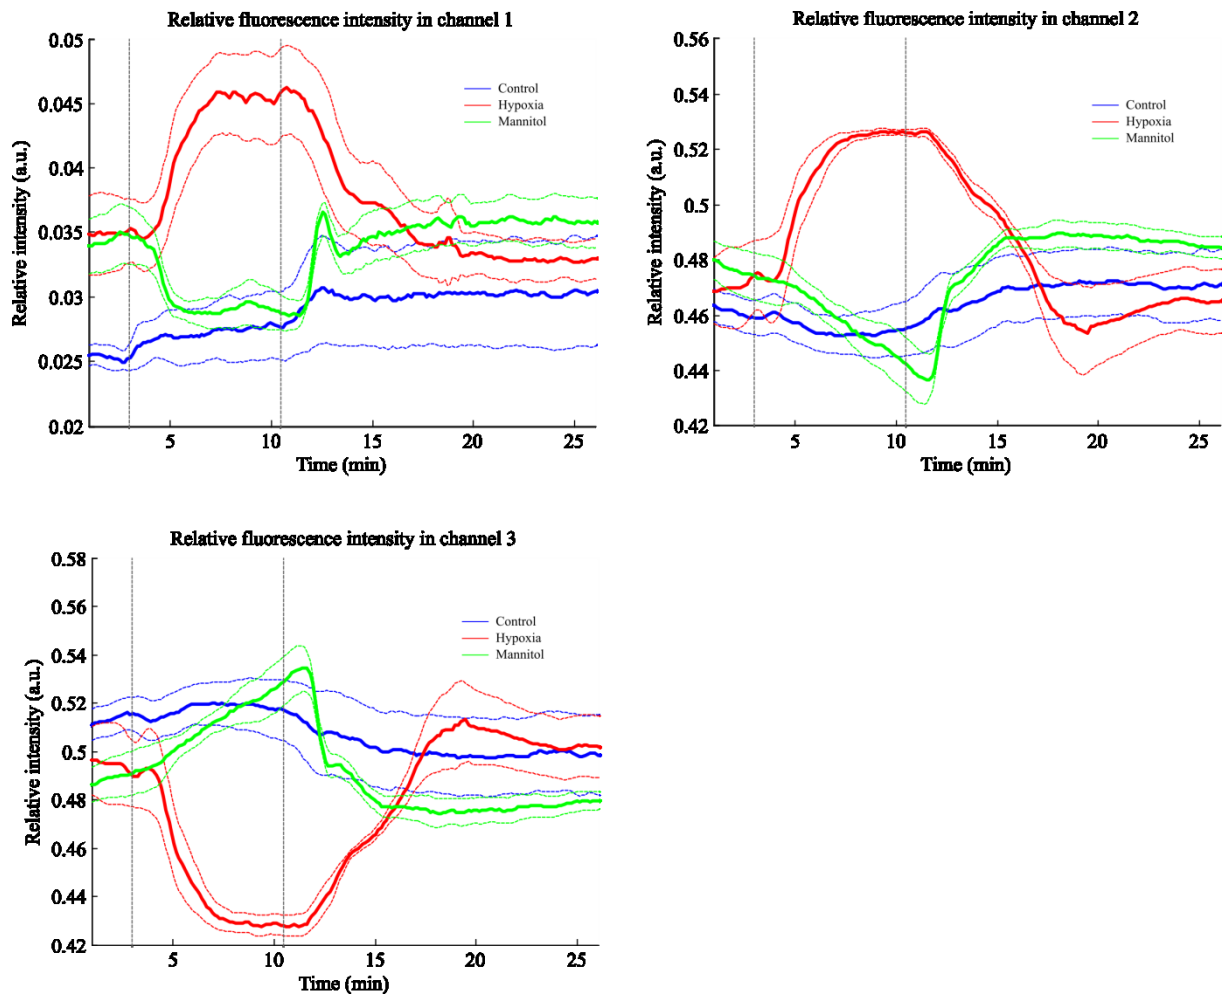 Relative fluorescence intensity in channel 1
0.05
0.045
0.04
0.035
0.03
0.025
0.02
Relative intensity (a.u.)
Control
Hypoxia
Mannitol
5 10 15 20 25
Time (min)
Relative fluorescence intensity in channel 2
0.56
0.54
0.52
0.5
0.48
0.46
0.44
0.42
Relative intensity (a.u.)
Control
Hypoxia
Mannitol
5 10 15 20 25
Time (min)
Relative fluorescence intensity in channel 3
0.58
0.56
0.54
0.52
0.5
0.48
0.46
0.44
0.42
Relative intensity (a.u.)
Control
Hypoxia
Mannitol
5 10 15 20 25
Time (min)